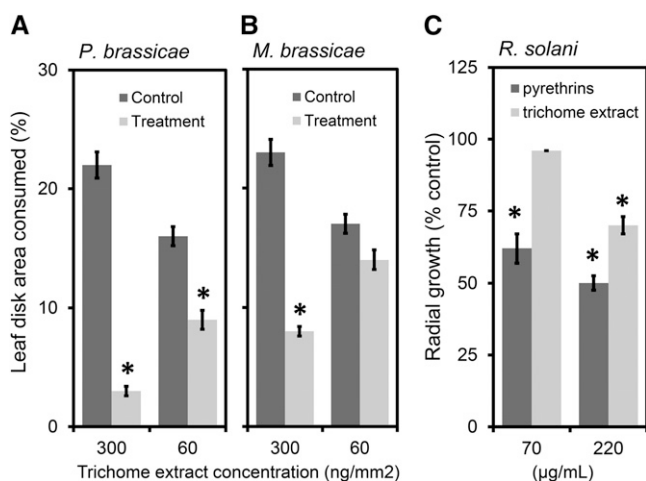 A
P. brassicae
B
M. brassicae
C
R. solani
Leaf disk area consumed (%)
30
20
10
0
Control
Treatment
*
*
300
60
Control
Treatment
*
300
60
Trichome extract concentration (ng/mm2)
Radial growth (% control)
125
100
75
50
25
0
pyrethrins
trichome extract
*
*
*
70
220
(µg/mL)